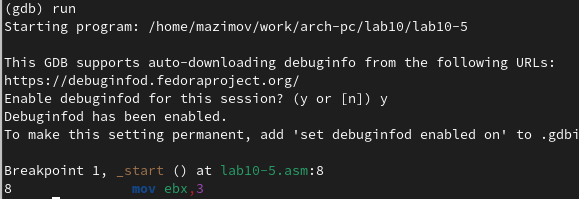 (gdb) run
Starting program: /home/mazimov/work/arch-pc/lab10/lab10-5

This GDB supports auto-downloading debuginfo from the following URLs:
https://debuginfod.fedoraproject.org/
Enable debuginfod for this session? (y or [n]) y
Debuginfod has been enabled.
To make this setting permanent, add 'set debuginfod enabled on' to .gdbi

Breakpoint 1, _start () at lab10-5.asm:8
8               mov ebx,3